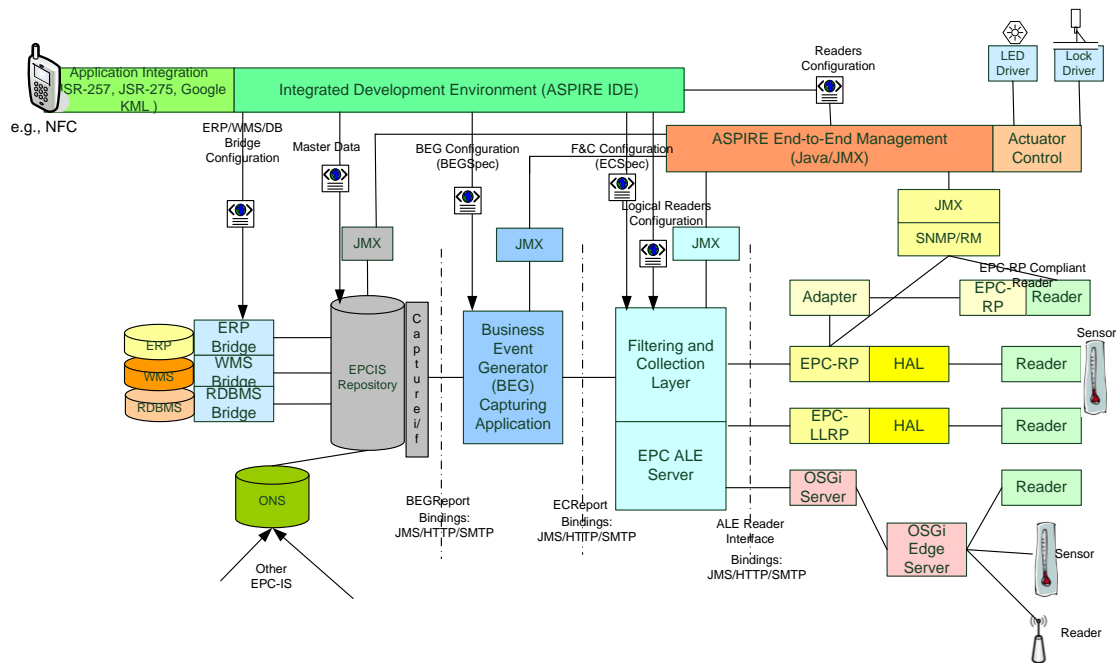 Application Integration
JSR-257, JSR-275, Google
KML )
e.g., NFC
Integrated Development Environment (ASPIRE IDE)
Readers
Configuration
LED
Driver
Lock
Driver
ASPIRE End-to-End Management
(Java/JMX)
Actuator
Control
ERP/WMS/DB
Bridge
Configuration
Master Data
BEG Configuration
(BEGSpec)
F&C Configuration
(ECSpec)
Logical Readers
Configuration
JMX
JMX
JMX
JMX
SNMP/RM
EPC-RP Compliant
Reader
Adapter
EPC-
RP
Reader
Sensor
ERP
WMS
RDBMS
ERP
Bridge
WMS
Bridge
RDBMS
Bridge
EPCIS
Repository
Capturei/f
Business
Event
Generator
(BEG)
Capturing
Application
Filtering and
Collection
Layer
EPC ALE
Server
EPC-RP
HAL
Reader
EPC-
LLRP
HAL
Reader
OSGi
Server
Reader
OSGi
Edge
Server
Sensor
Reader
ONS
Other
EPC-IS
BEGReport
Bindings:
JMS/HTTP/SMTP
ECReport
Bindings:
JMS/HTTP/SMTP
ALE Reader
Interface
Bindings:
JMS/HTTP/SMTP